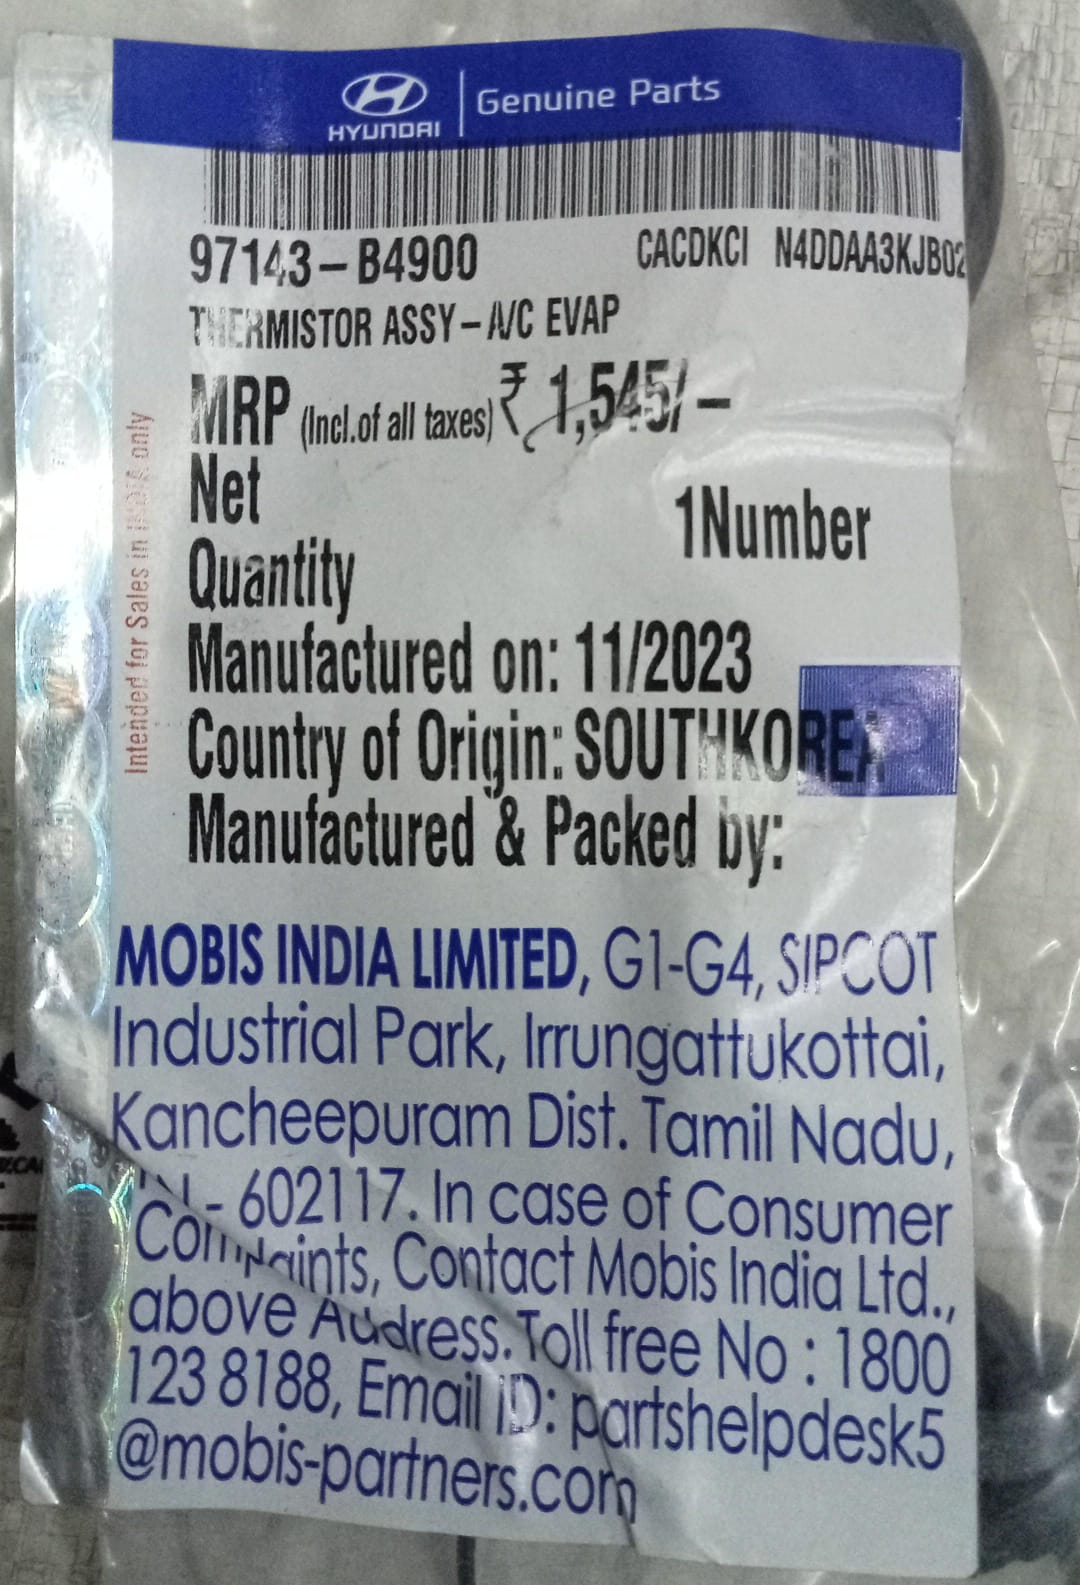 HYUNDAI
Genuine Parts
97143-B4900
CACDKCI N4DDAA3KJB02
THERMISTOR ASSY-A/C EVAP
MRP (Incl.of all taxes) ₹ 1,545/-
Net
Quantity
1Number
Manufactured on: 11/2023
Country of Origin: SOUTHKOREA
Manufactured & Packed by:
Intended for Sales in INDIA only
MOBIS INDIA LIMITED, G1-G4, SIPCOT
Industrial Park, Irrungattukottai,
Kancheepuram Dist. Tamil Nadu,
- 602117. In case of Consumer
Complaints, Contact Mobis India Ltd.,
above Address. Toll free No : 1800
123 8188, Email ID: partshelpdesk5
@mobis-partners.com